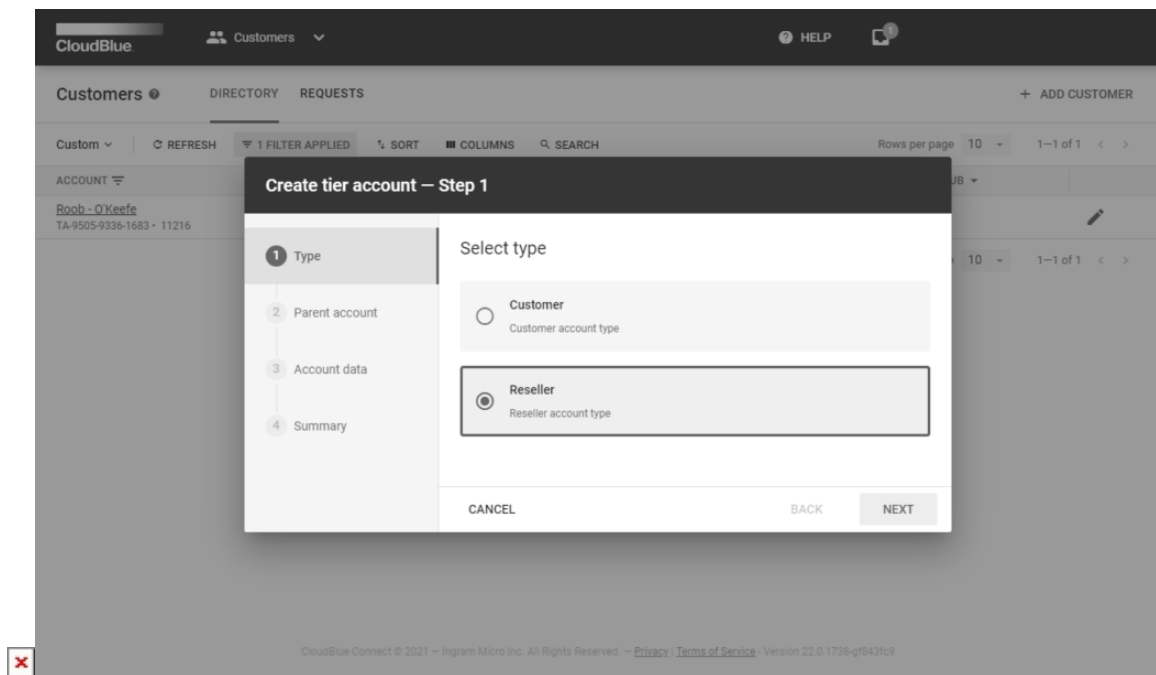 CloudBlue
Customers
HELP
1
Customers
DIRECTORY
REQUESTS
+ ADD CUSTOMER
Custom
REFRESH
1 FILTER APPLIED
SORT
COLUMNS
SEARCH
Rows per page 10
1–1 of 1
ACCOUNT
Roob - O'Keefe
TA-9505-9336-1683 • 11216
10
1–1 of 1
Create tier account — Step 1
1 Type
2 Parent account
3 Account data
4 Summary
Select type
Customer
Customer account type
Reseller
Reseller account type
CANCEL
BACK
NEXT
CloudBlue Connect © 2021 — Ingram Micro Inc. All Rights Reserved. — Privacy | Terms of Service - Version 22.0.1738-gf843fc9